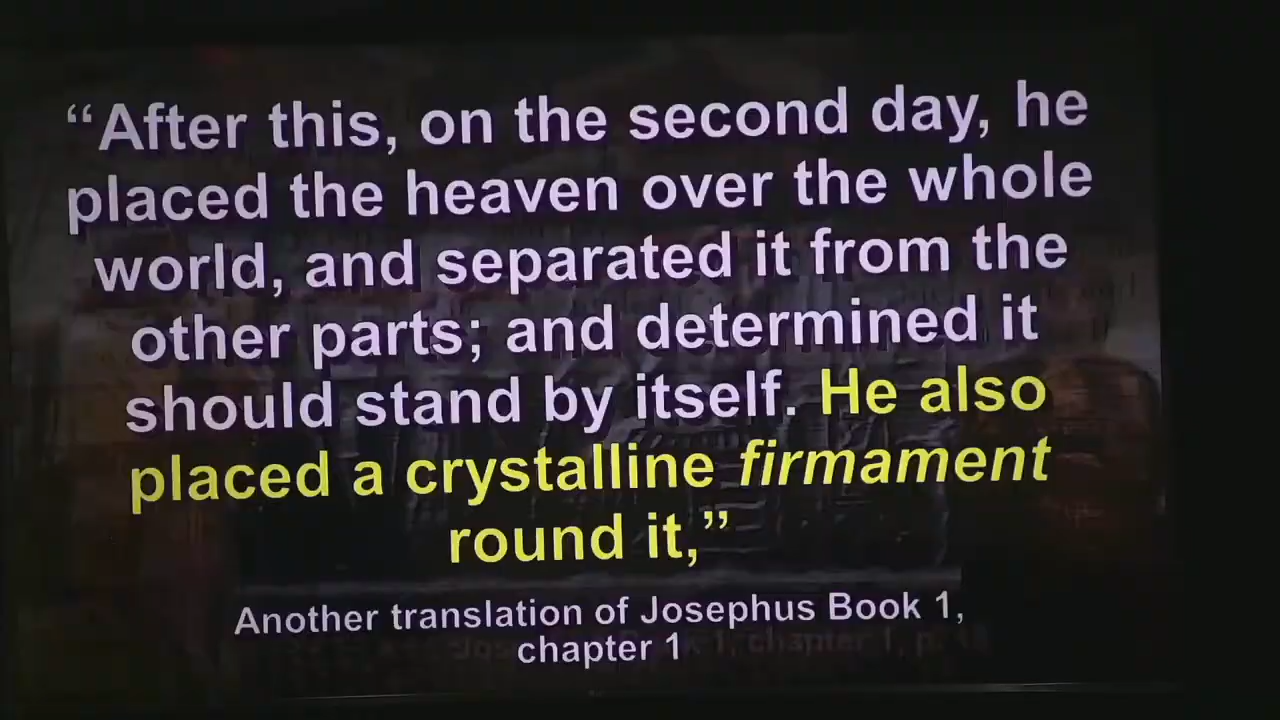 “After this, on the second day, he
placed the heaven over the whole
world, and separated it from the
other parts; and determined it
should stand by itself. He also
placed a crystalline firmament
round it,”
Another translation of Josephus Book 1,
chapter 1